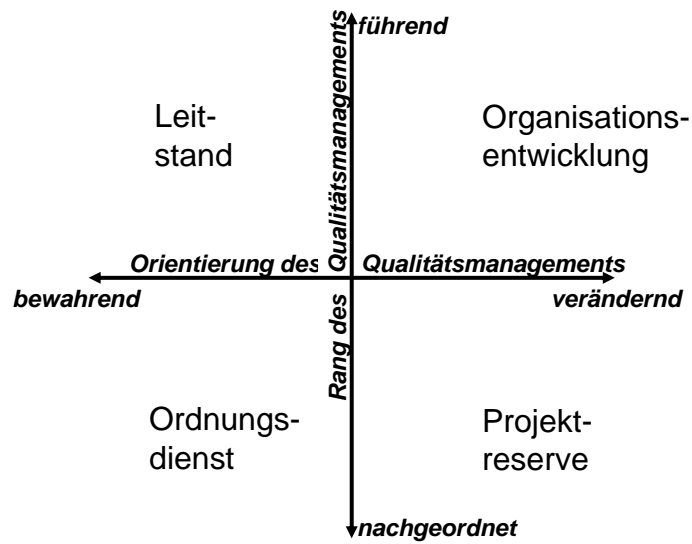 führend
Rang des Qualitätsmanagements
Leit-
stand
Organisations-
entwicklung
Orientierung des Qualitätsmanagements
bewahrend
verändernd
Ordnungs-
dienst
Projekt-
reserve
nachgeordnet